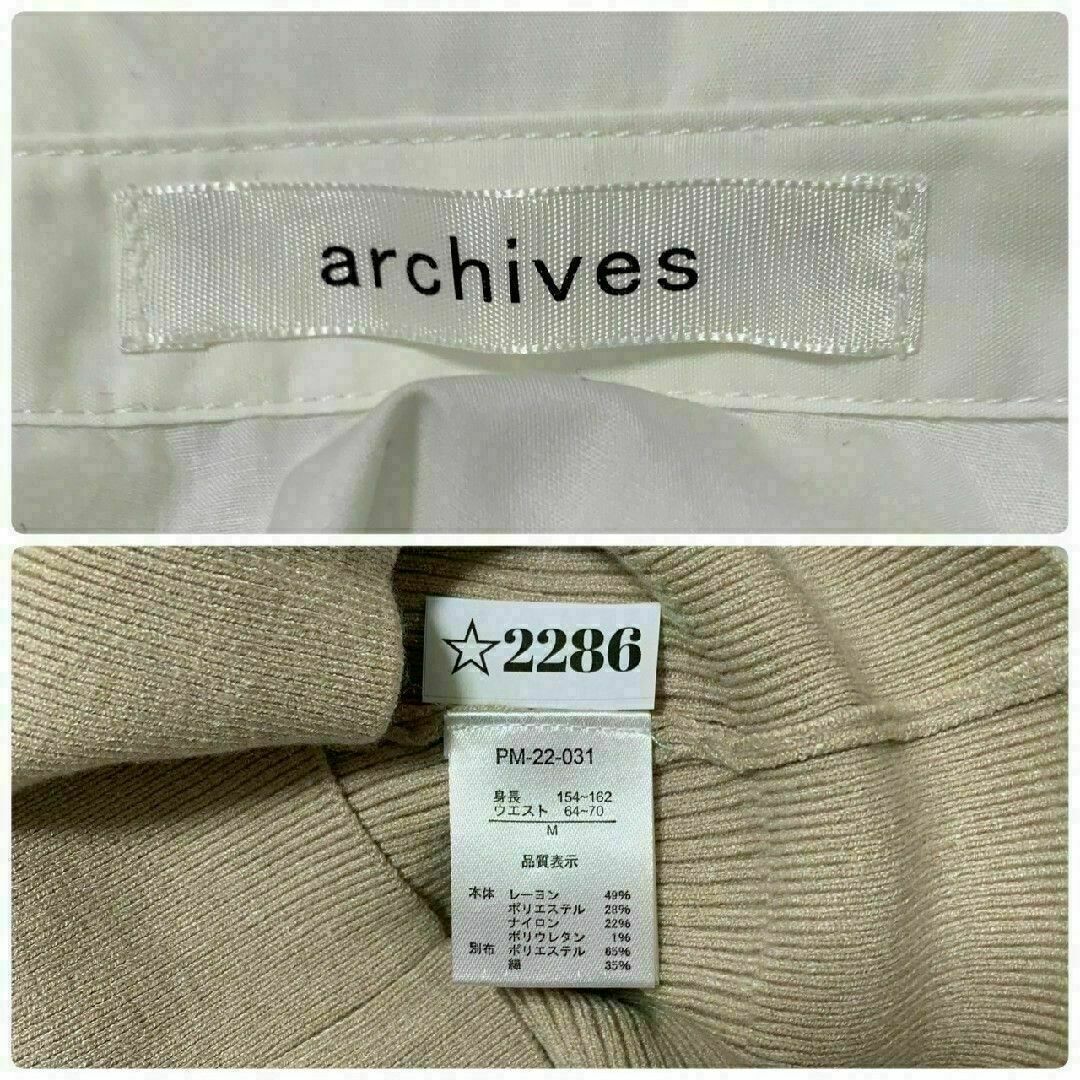 archives
☆2286
PM-22-031
身長 154~162
ウエスト 64~70
M
品質表示
本体 レーヨン 49%
ポリエステル 28%
ナイロン 22%
ポリウレタン 1%
別布 ポリエステル 65%
綿 35%